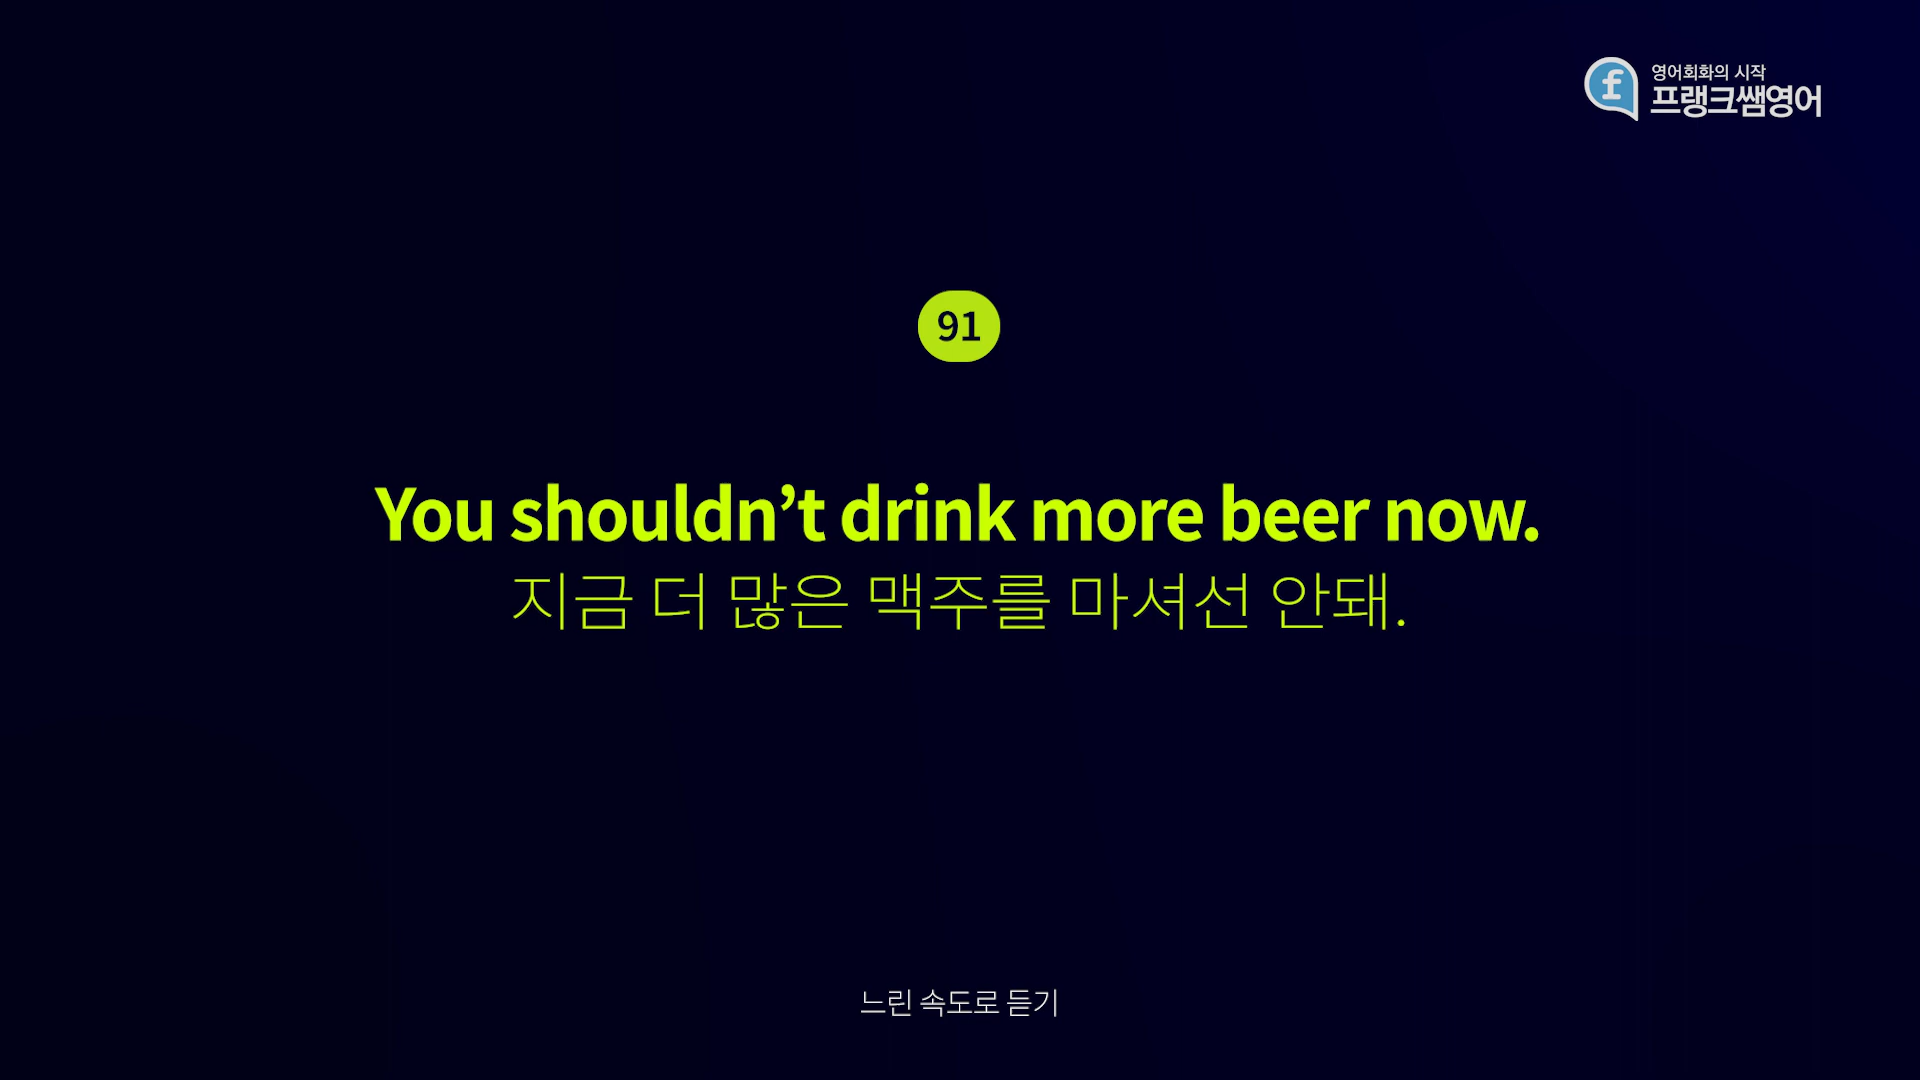 영어회화의 시작
프랭크쌤영어
91
You shouldn’t drink more beer now.
지금 더 많은 맥주를 마셔선 안돼.
느린 속도로 듣기